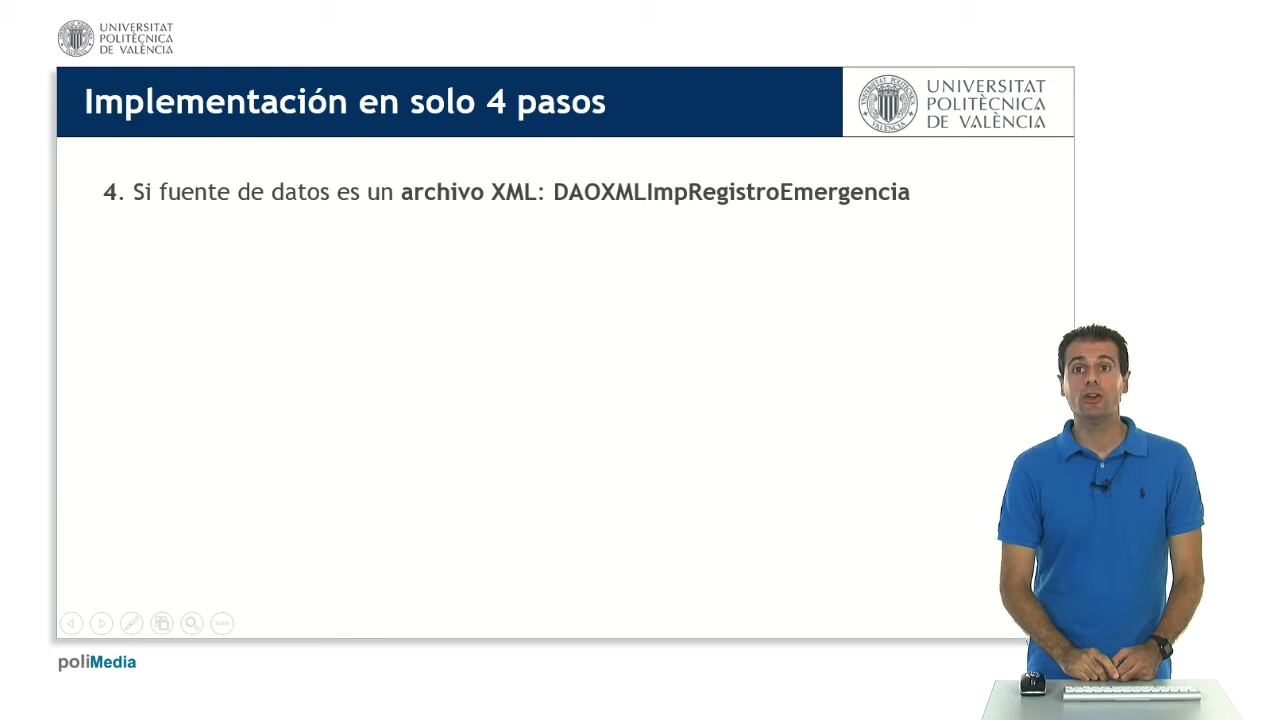 UNIVERSITAT
POLITÈCNICA
DE VALÈNCIA
Implementación en solo 4 pasos
UNIVERSITAT
POLITÈCNICA
DE VALÈNCIA
4. Si fuente de datos es un archivo XML: DAOXMLImpRegistroEmergencia
poliMedia